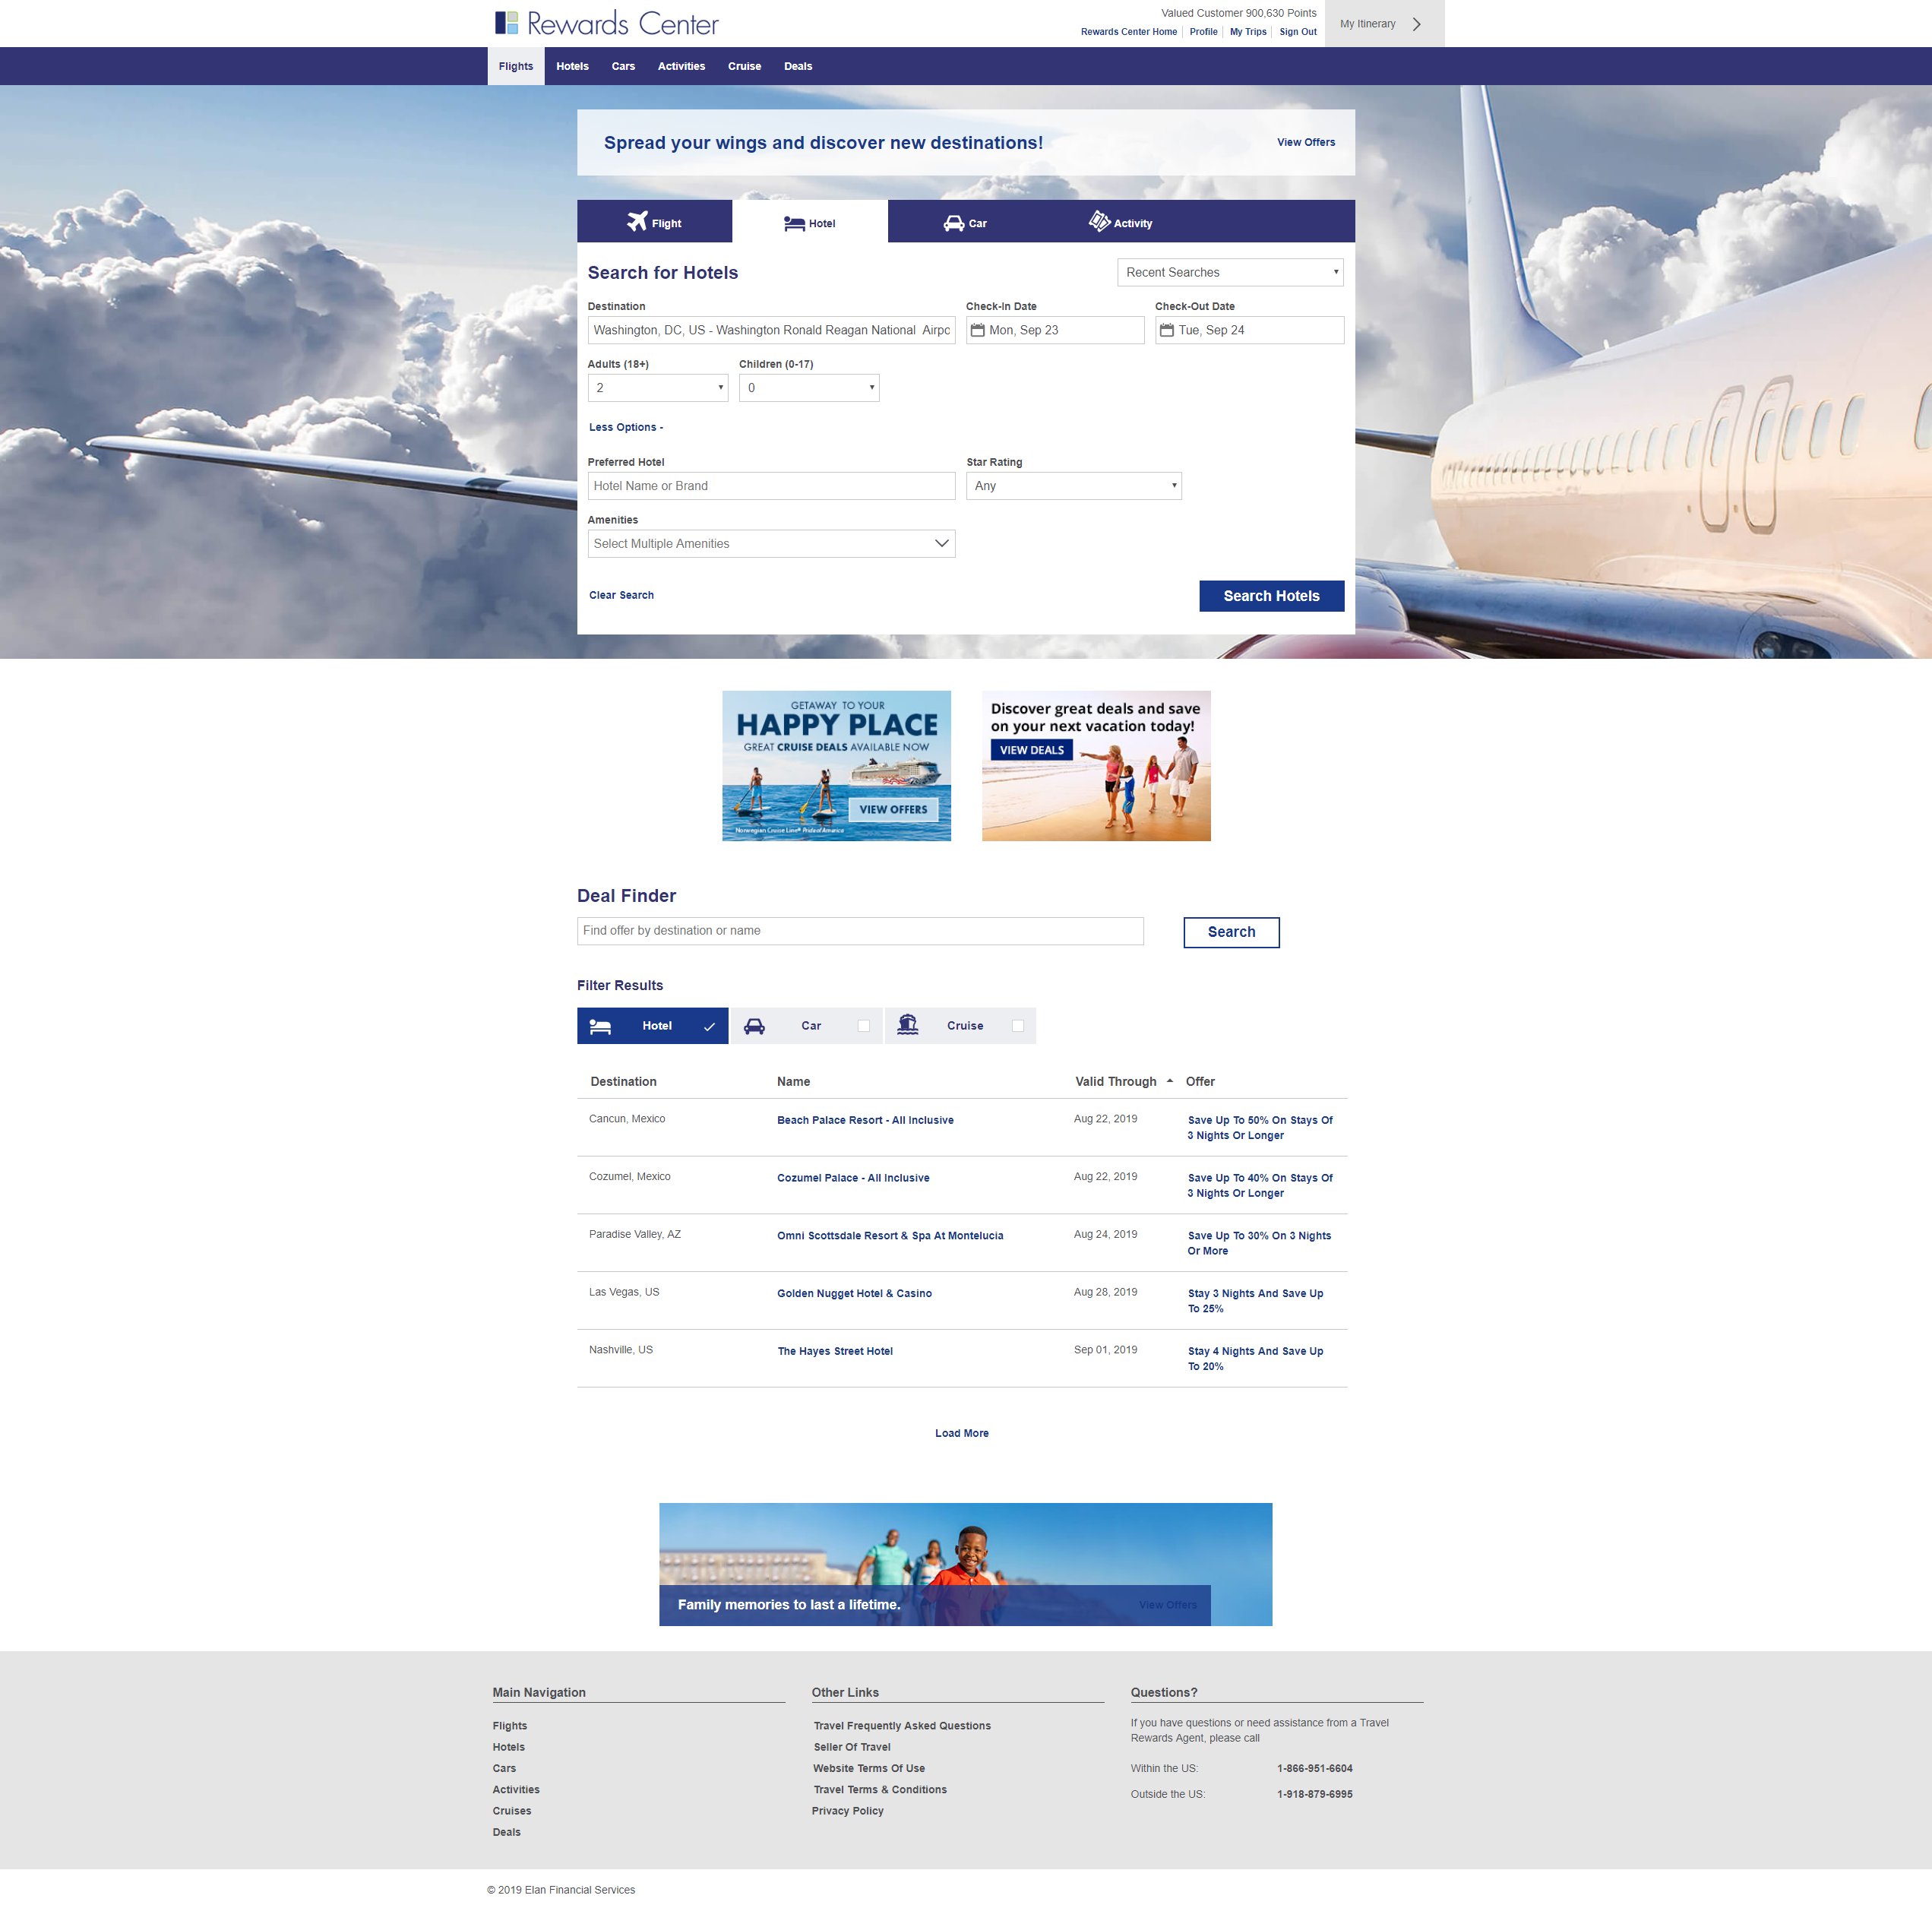 Rewards Center
Valued Customer 900,630 Points
Rewards Center Home
Profile
My Trips
Sign Out
My Itinerary
Flights
Hotels
Cars
Activities
Cruise
Deals
Spread your wings and discover new destinations!
View Offers
Flight
Hotel
Car
Activity
Search for Hotels
Recent Searches
Destination
Check-In Date
Check-Out Date
Washington, DC, US - Washington Ronald Reagan National Airpo
Mon, Sep 23
Tue, Sep 24
Adults (18+)
Children (0-17)
2
0
Less Options -
Preferred Hotel
Star Rating
Hotel Name or Brand
Any
Amenities
Select Multiple Amenities
Clear Search
Search Hotels
GETAWAY TO YOUR
HAPPY PLACE
GREAT CRUISE DEALS AVAILABLE NOW
VIEW OFFERS
Norwegian Cruise Line® Pride of America
Discover great deals and save
on your next vacation today!
VIEW DEALS
Deal Finder
Find offer by destination or name
Search
Filter Results
Hotel
Car
Cruise
Destination
Name
Valid Through
Offer
Cancun, Mexico
Beach Palace Resort - All Inclusive
Aug 22, 2019
Save Up To 50% On Stays Of
3 Nights Or Longer
Cozumel, Mexico
Cozumel Palace - All Inclusive
Aug 22, 2019
Save Up To 40% On Stays Of
3 Nights Or Longer
Paradise Valley, AZ
Omni Scottsdale Resort & Spa At Montelucia
Aug 24, 2019
Save Up To 30% On 3 Nights
Or More
Las Vegas, US
Golden Nugget Hotel & Casino
Aug 28, 2019
Stay 3 Nights And Save Up
To 25%
Nashville, US
The Hayes Street Hotel
Sep 01, 2019
Stay 4 Nights And Save Up
To 20%
Load More
Family memories to last a lifetime.
View Offers
Main Navigation
Flights
Hotels
Cars
Activities
Cruises
Deals
Other Links
Travel Frequently Asked Questions
Seller Of Travel
Website Terms Of Use
Travel Terms & Conditions
Privacy Policy
Questions?
If you have questions or need assistance from a Travel
Rewards Agent, please call
Within the US:
1-866-951-6604
Outside the US:
1-918-879-6995
© 2019 Elan Financial Services